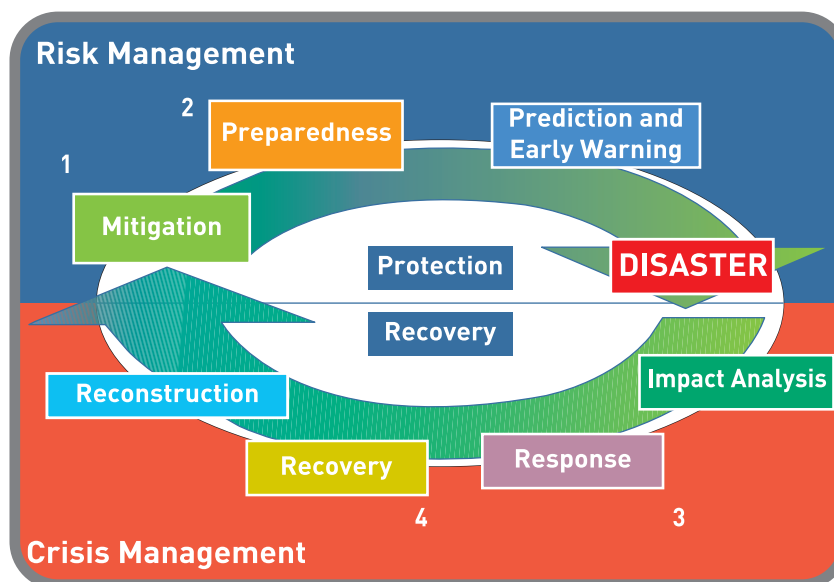 Risk Management
2
Preparedness
Prediction and
Early Warning
1
Mitigation
Protection
DISASTER
Recovery
Impact Analysis
Reconstruction
Response
Recovery
4
3
Crisis Management